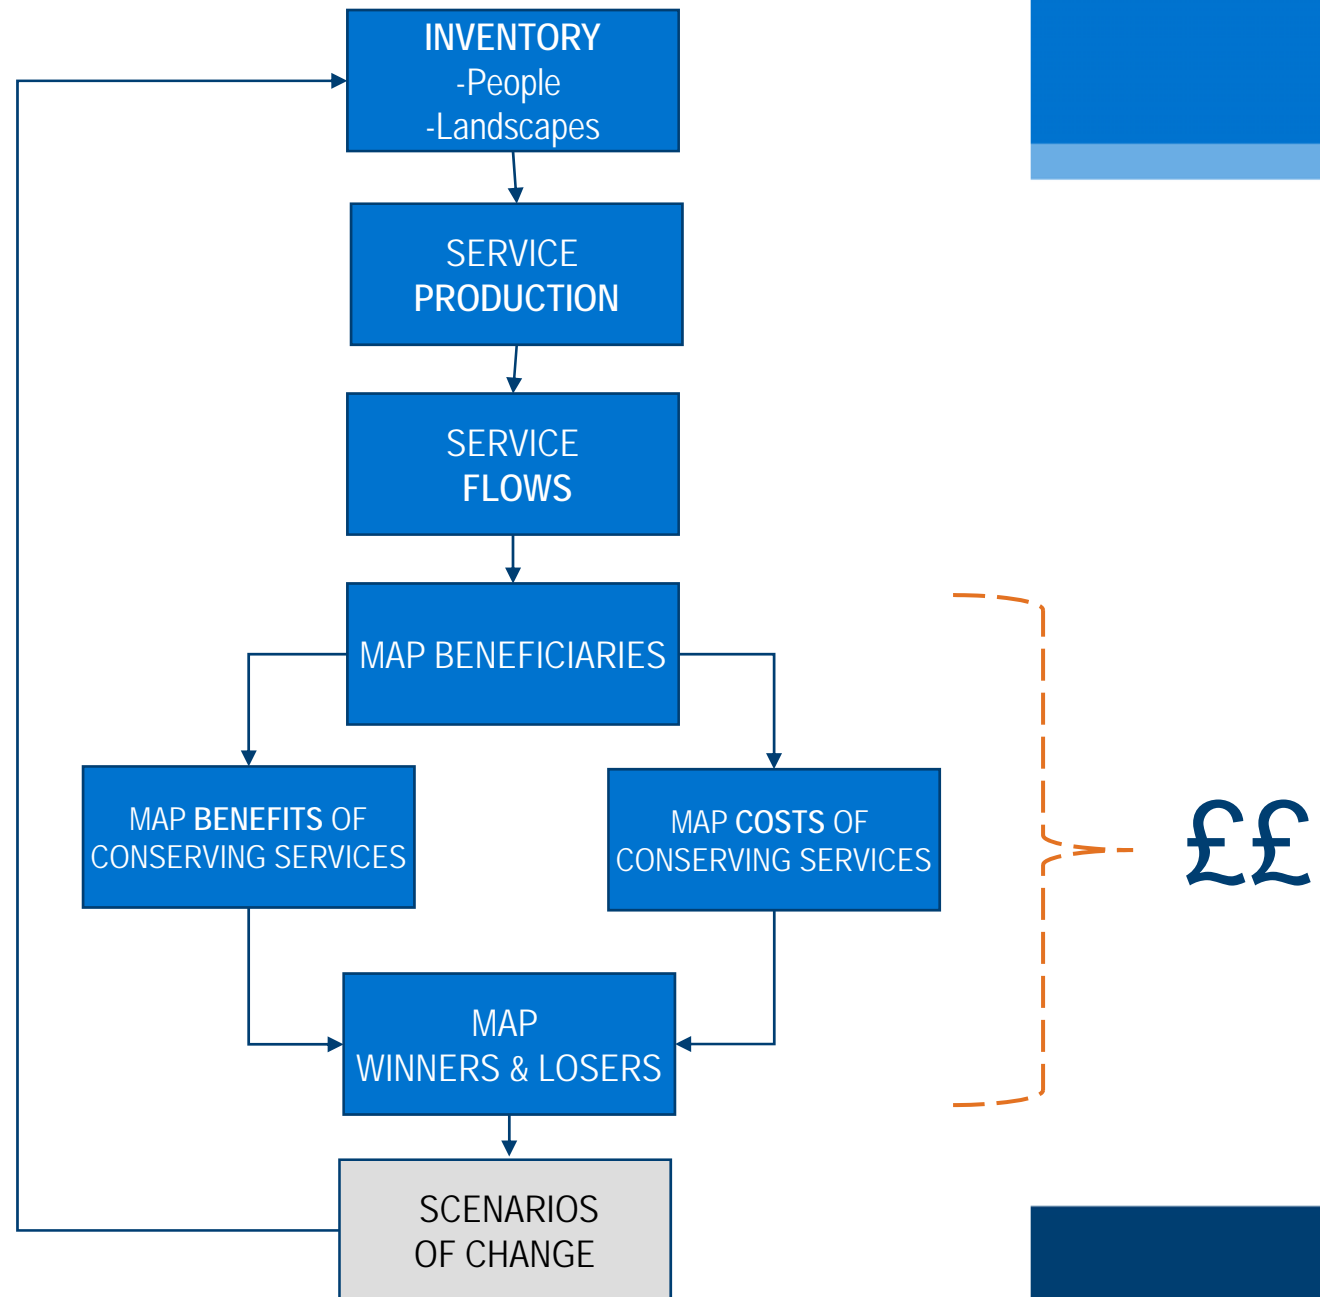 INVENTORY
-People
-Landscapes
SERVICE
PRODUCTION
SERVICE
FLOWS
MAP BENEFICIARIES
MAP BENEFITS OF
CONSERVING SERVICES
MAP COSTS OF
CONSERVING SERVICES
££
MAP
WINNERS & LOSERS
SCENARIOS
OF CHANGE